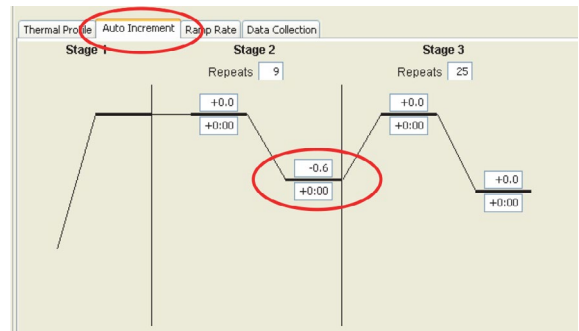 Thermal Profile Auto Increment Ramp Rate Data Collection
Stage 1 Stage 2 Stage 3
Repeats 9 Repeats 25
+0.0 +0.0
+0:00 +0:00
-0.6 +0.0
+0:00 +0:00